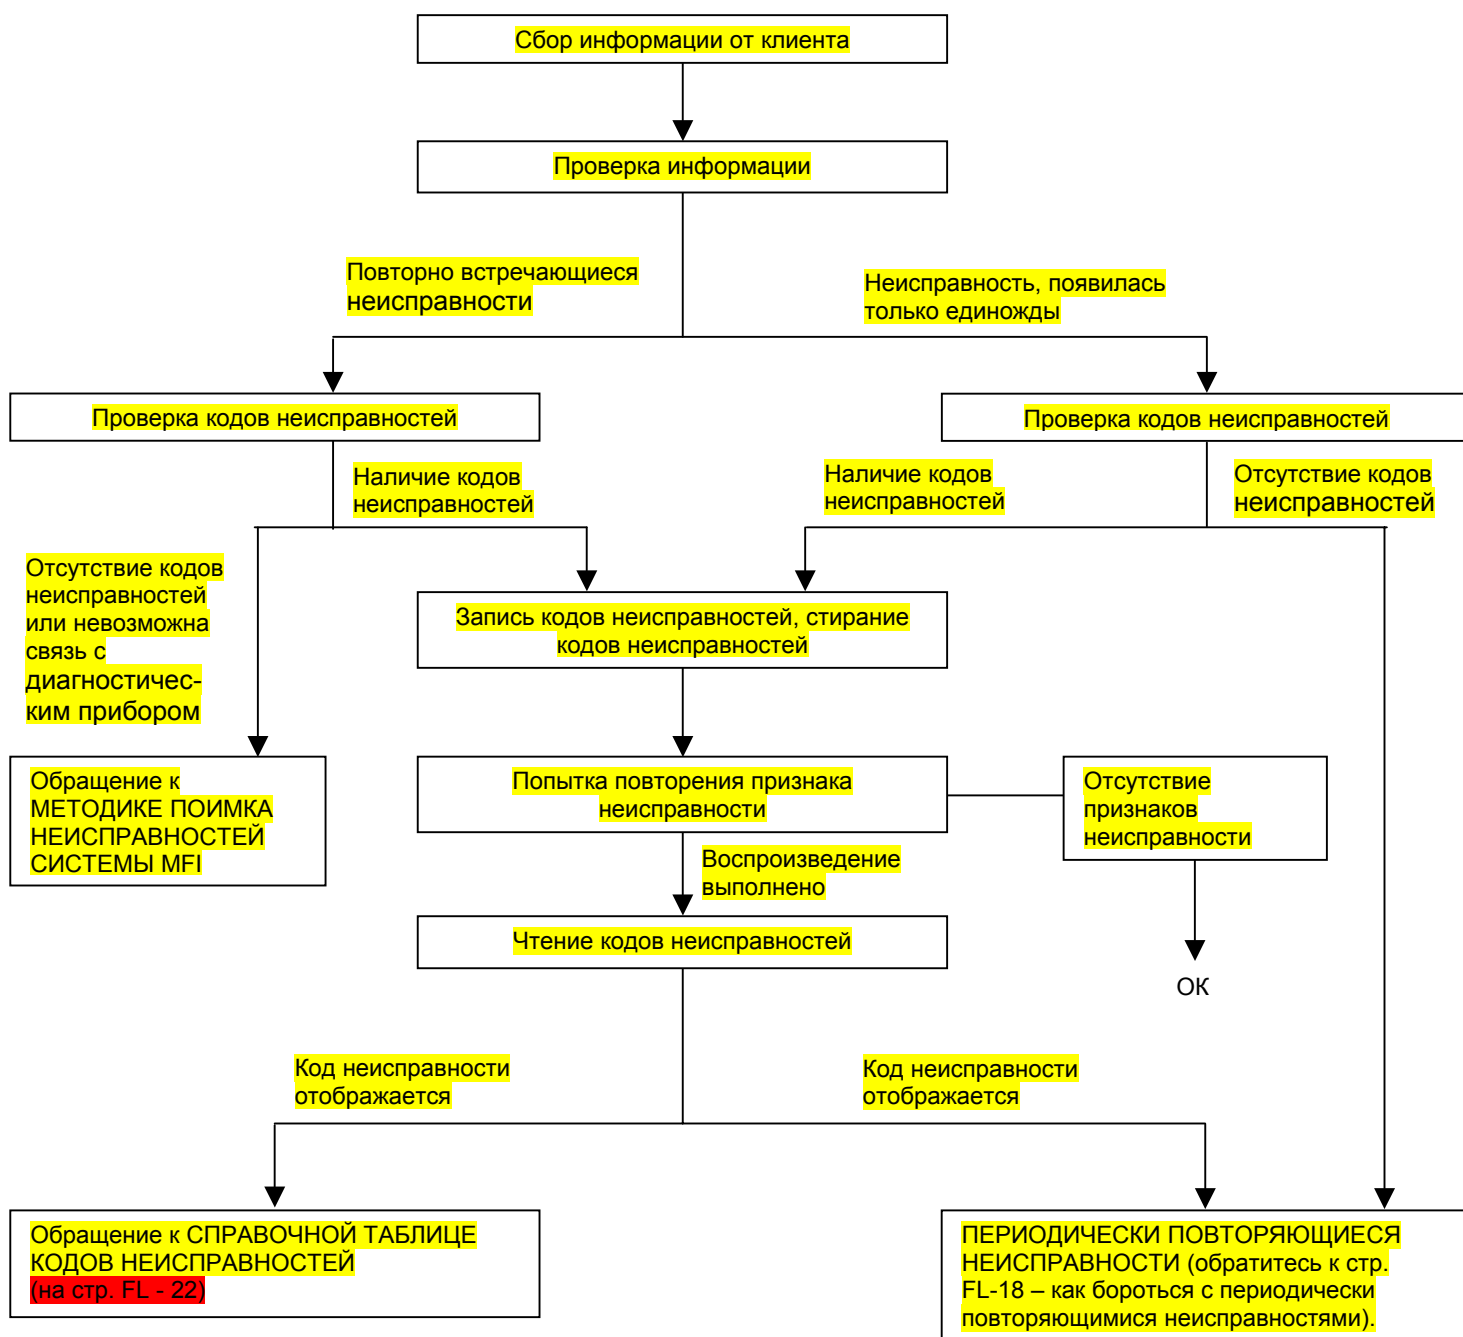 Сбор информации от клиента
Проверка информации
Повторно встречающиеся
неисправности
Неисправность, появилась
только единожды
Проверка кодов неисправностей
Проверка кодов неисправностей
Наличие кодов
неисправностей
Наличие кодов
неисправностей
Отсутствие кодов
неисправностей
Отсутствие кодов
неисправностей
или невозможна
связь с
диагностичес-
ким прибором
Запись кодов неисправностей, стирание
кодов неисправностей
Обращение к
МЕТОДИКЕ ПОИМКА
НЕИСПРАВНОСТЕЙ
СИСТЕМЫ MFI
Попытка повторения признака
неисправности
Отсутствие
признаков
неисправности
Воспроизведение
выполнено
Чтение кодов неисправностей
ОК
Код неисправности
отображается
Код неисправности
отображается
Обращение к СПРАВОЧНОЙ ТАБЛИЦЕ
КОДОВ НЕИСПРАВНОСТЕЙ
(на стр. FL - 22)
ПЕРИОДИЧЕСКИ ПОВТОРЯЮЩИЕСЯ
НЕИСПРАВНОСТИ (обратитесь к стр.
FL-18 – как бороться с периодически
повторяющимися неисправностями).